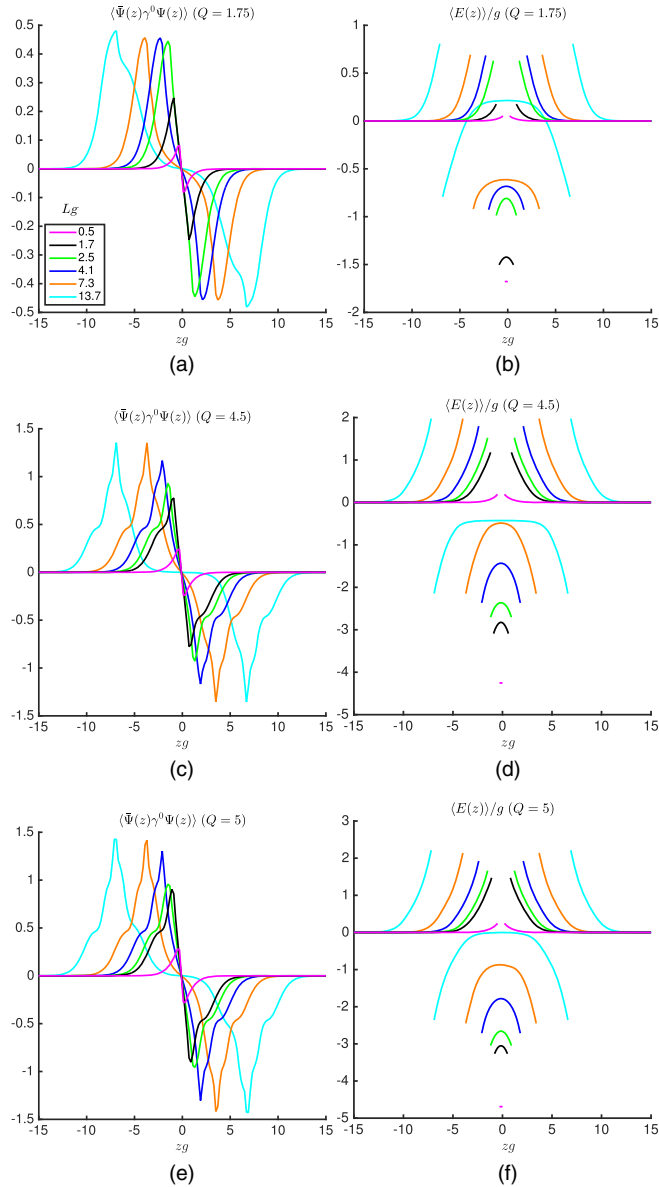 ⟨Ψ̄(z)γ⁰Ψ(z)⟩ (Q = 1.75)
0.5
0.4
0.3
0.2
0.1
0
-0.1
-0.2
-0.3
-0.4
-0.5
Lg
0.5
1.7
2.5
4.1
7.3
13.7
-15 -10 -5 0 5 10 15
zg
(a)
⟨E(z)⟩/g (Q = 1.75)
1
0.5
0
-0.5
-1
-1.5
-2
-15 -10 -5 0 5 10 15
zg
(b)
⟨Ψ̄(z)γ⁰Ψ(z)⟩ (Q = 4.5)
1.5
1
0.5
0
-0.5
-1
-1.5
-15 -10 -5 0 5 10 15
zg
(c)
⟨E(z)⟩/g (Q = 4.5)
2
1
0
-1
-2
-3
-4
-5
-15 -10 -5 0 5 10 15
zg
(d)
⟨Ψ̄(z)γ⁰Ψ(z)⟩ (Q = 5)
1.5
1
0.5
0
-0.5
-1
-1.5
-15 -10 -5 0 5 10 15
zg
(e)
⟨E(z)⟩/g (Q = 5)
3
2
1
0
-1
-2
-3
-4
-5
-15 -10 -5 0 5 10 15
zg
(f)